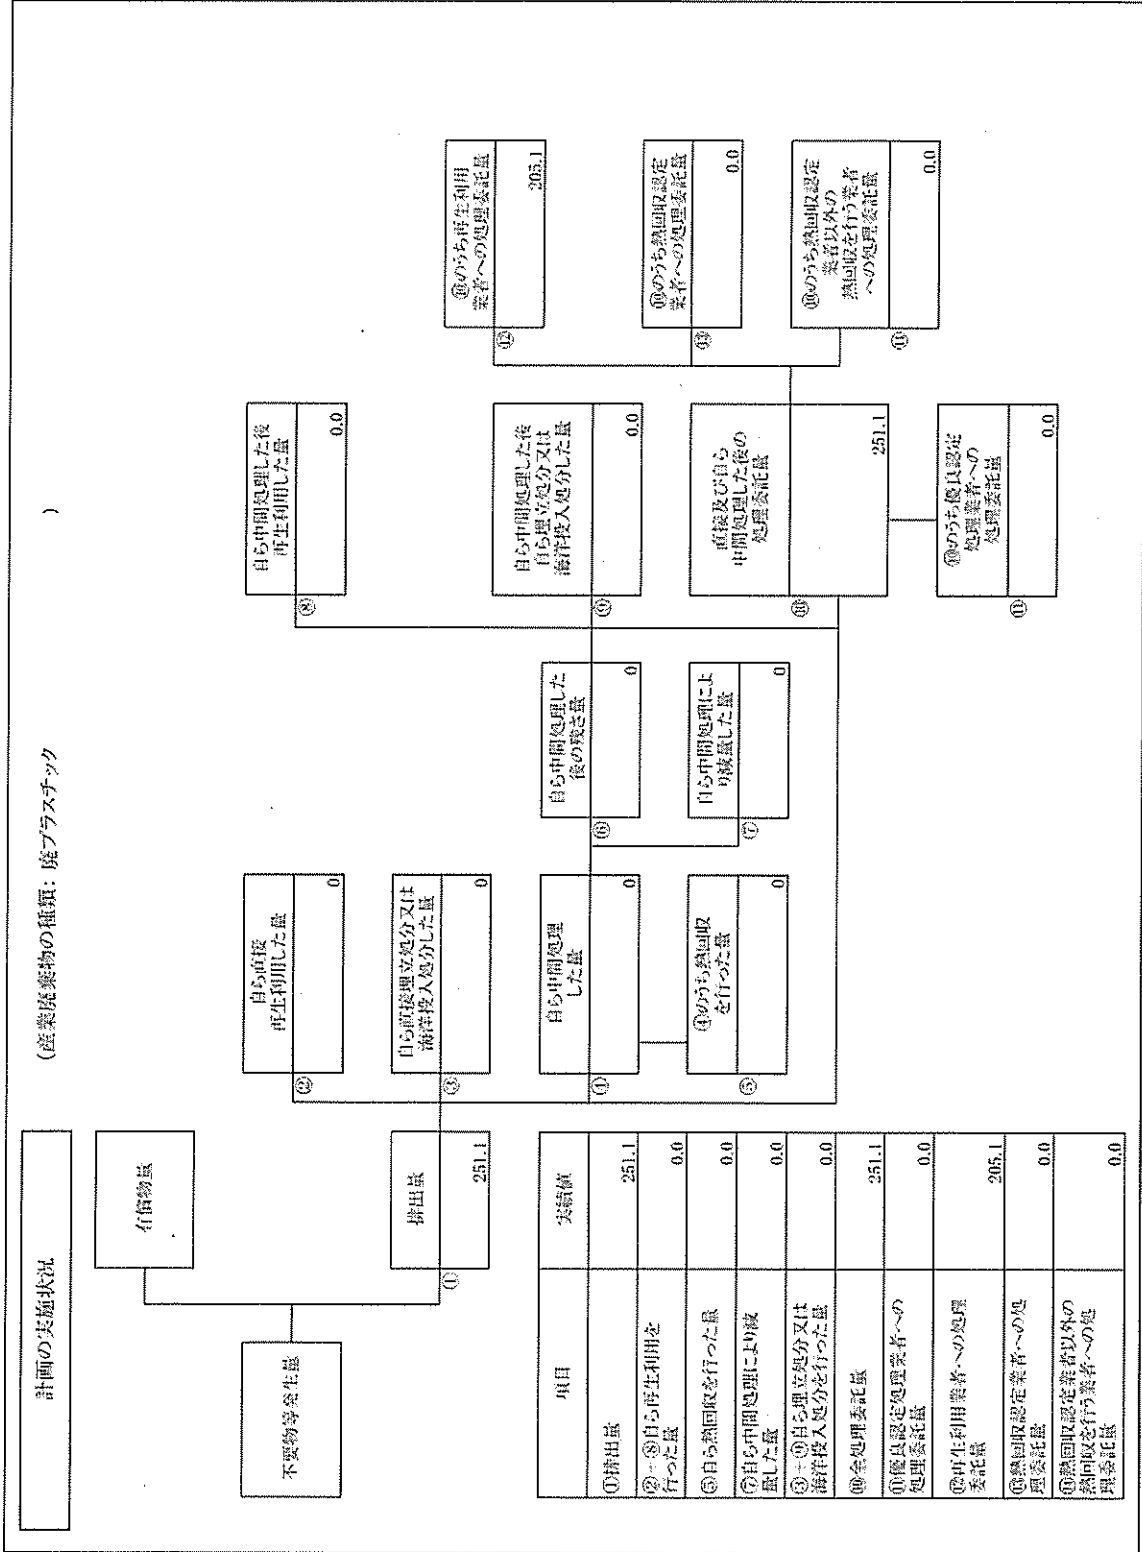 計画の実施状況
(産業廃棄物の種類: 廃プラスチック
)
不要物等発生量
有償物量
①
排出量
251.1
②
自ら直接
再生利用した量
0
③
自ら直接埋立処分又は
海洋投入処分した量
0
④
自ら中間処理
した量
0
⑤
④のうち熱回収
を行った量
0
⑥
自ら中間処理した
後の残さ量
0
⑦
自ら中間処理によ
り減量した量
0
⑧
自ら中間処理した後
再生利用した量
0.0
⑨
自ら中間処理した後
自ら埋立処分又は
海洋投入処分した量
0.0
⑩
直接及び自ら
中間処理した後の
処理委託量
251.1
⑪
⑩のうち優良認定
処理業者への
処理委託量
0.0
⑫
⑩のうち再生利用
業者への処理委託量
205.1
⑬
⑩のうち熱回収認定
業者への処理委託量
0.0
⑭
⑩のうち熱回収認定
業者以外の
熱回収を行う業者
への処理委託量
0.0
項目
実績値
①排出量
251.1
②+⑧自ら再生利用を
行った量
0.0
⑤自ら熱回収を行った量
0.0
⑦自ら中間処理により減
量した量
0.0
③+⑨自ら埋立処分又は
海洋投入処分を行った量
0.0
⑩全処理委託量
251.1
⑪優良認定処理業者への
処理委託量
0.0
⑫再生利用業者への処理
委託量
205.1
⑬熱回収認定業者への処
理委託量
0.0
⑭熱回収認定業者以外の
熱回収を行う業者への処
理委託量
0.0